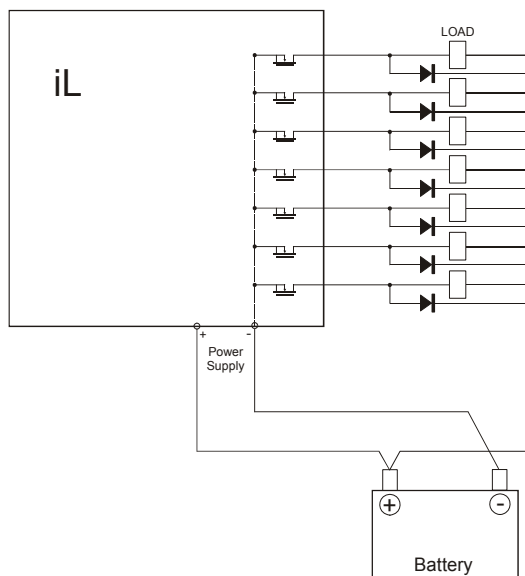 LOAD
iL
+ -
Power
Supply
+ -
Battery